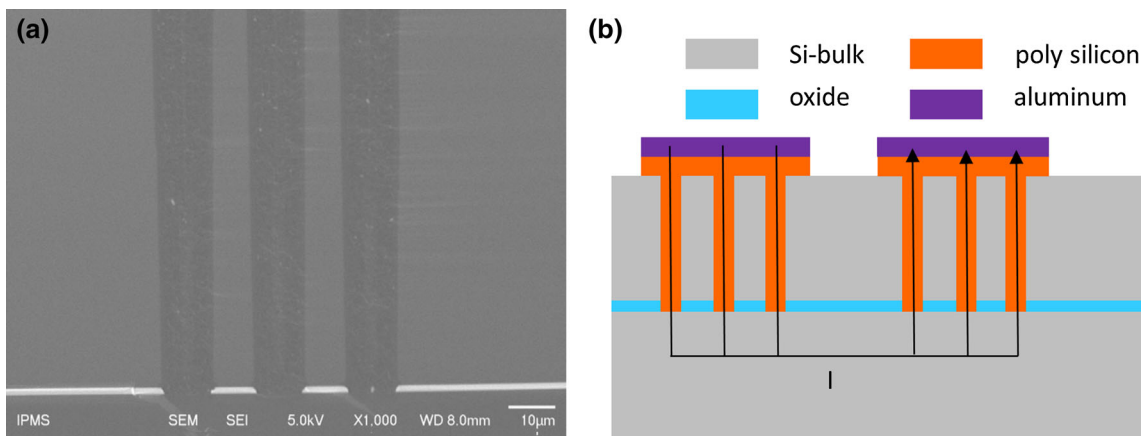 (a)
IPMS SEM SEI 5.0kV X1,000 WD 8.0mm 10µm
(b)
Si-bulk poly silicon
oxide aluminum
I